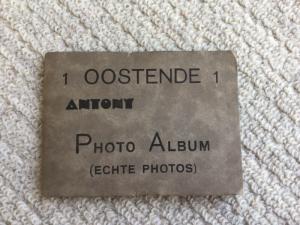 1 OOSTENDE 1
ANTONY
PHOTO ALBUM
(ECHTE PHOTOS)